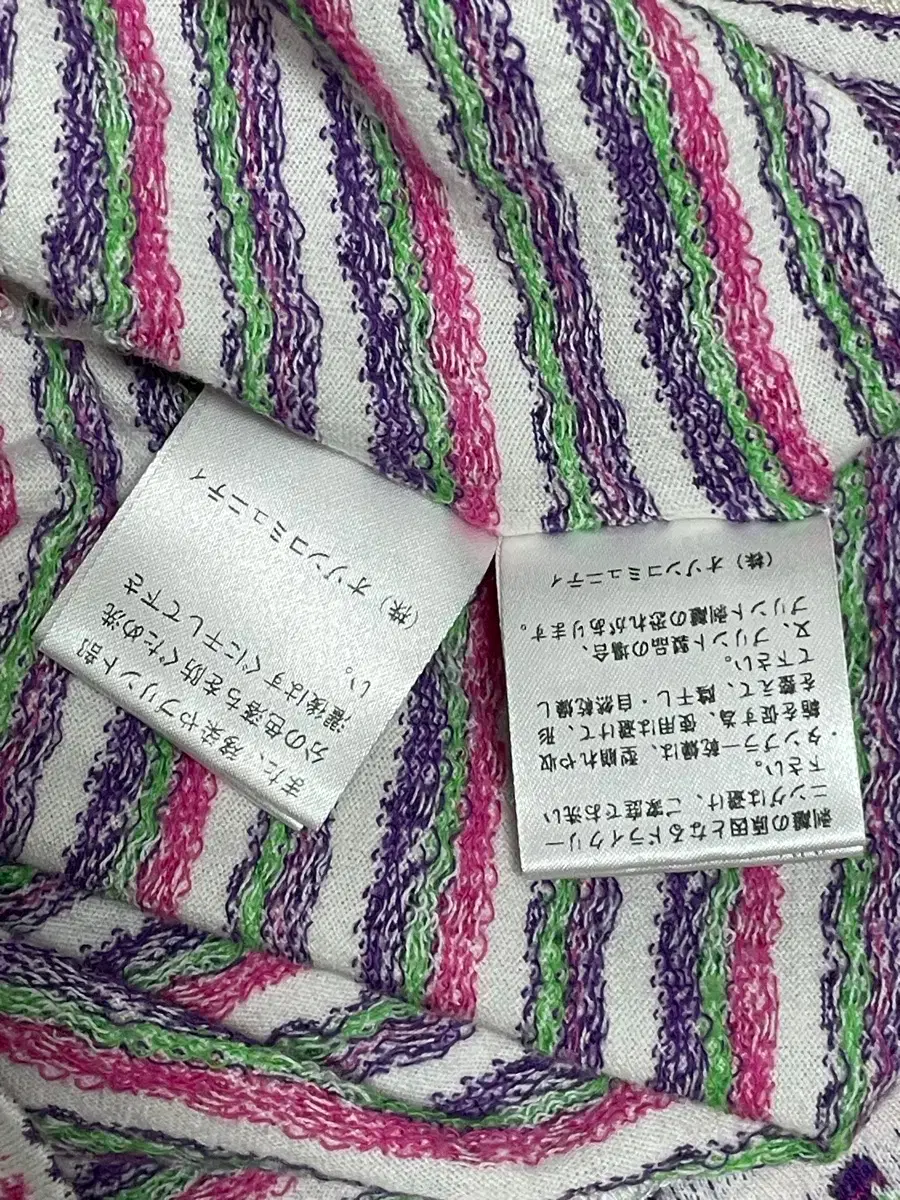 また、濃染やプリント部
分の色落ちを防ぐため洗
濯後はすぐに干して下さ
い。
（株）オゾンコミュニティ
剥離の原因となるドライクリー
ニングは避け、ご家庭でお洗い
下さい。
・タンブラー乾燥は、型崩れや収
縮を促する為、使用は避けて、形
を整えて、陰干し・自然乾燥し
て下さい。
又、プリント製品の場合、
プリント剥離の恐れがあります。
（株）オゾンコミュニティ